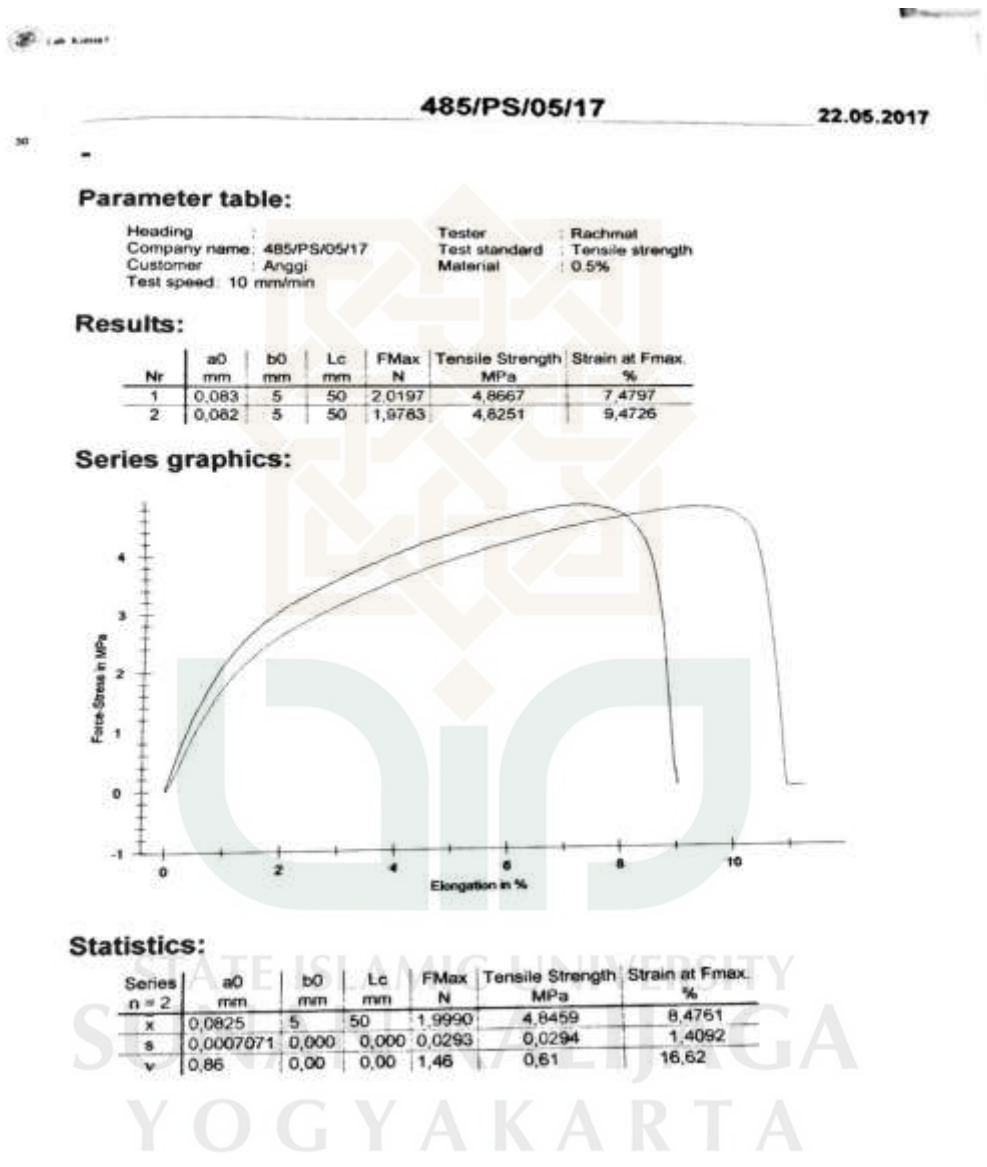 485/PS/05/17
22.05.2017
30
-
Parameter table:
Heading :
Company name: 485/PS/05/17
Customer : Anggi
Test speed: 10 mm/min
Tester : Rachmat
Test standard : Tensile strength
Material : 0.5%
Results:
Nr | a0 mm | b0 mm | Lc mm | FMax N | Tensile Strength MPa | Strain at Fmax. %
1 | 0,083 | 5 | 50 | 2,0197 | 4,8667 | 7,4797
2 | 0,082 | 5 | 50 | 1,9783 | 4,8251 | 9,4726
Series graphics:
Force-Stress in MPa
4
3
2
1
0
-1
0 2 4 6 8 10
Elongation in %
Statistics:
Series n = 2 | a0 mm | b0 mm | Lc mm | FMax N | Tensile Strength MPa | Strain at Fmax. %
x | 0,0825 | 5 | 50 | 1,9990 | 4,8459 | 8,4761
s | 0,0007071 | 0,000 | 0,000 | 0,0293 | 0,0294 | 1,4092
v | 0,86 | 0,00 | 0,00 | 1,46 | 0,61 | 16,62
STATE ISLAMIC UNIVERSITY
SUNAN KALIJAGA
YOGYAKARTA